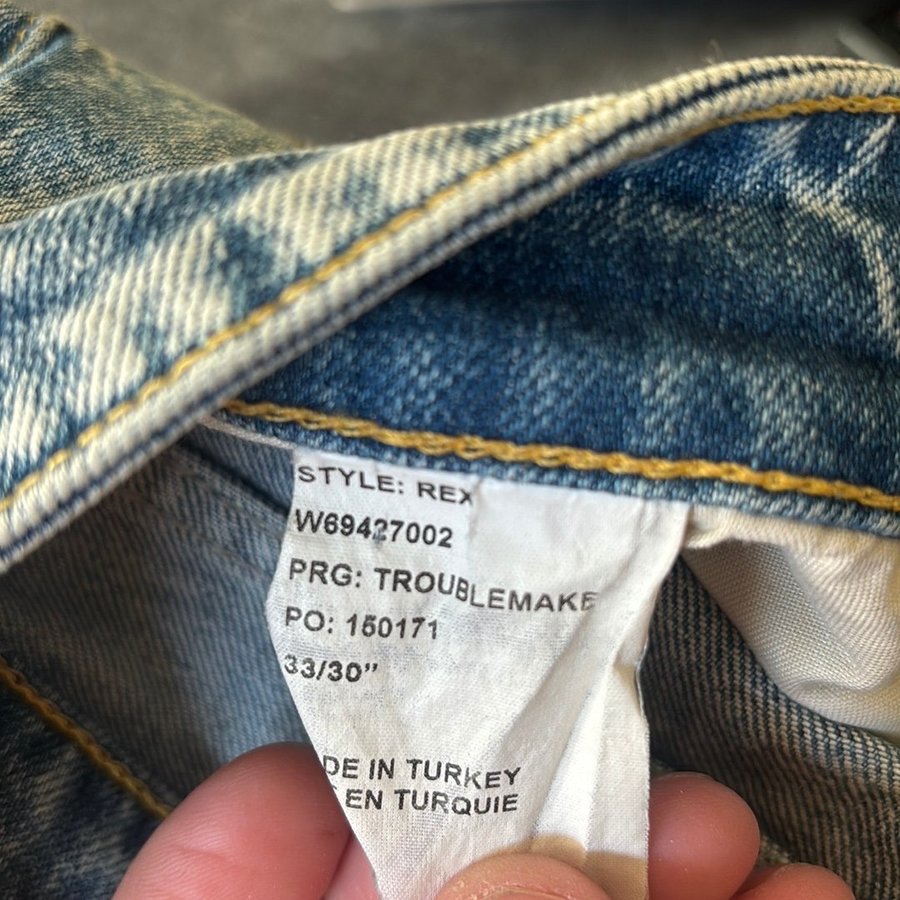 STYLE: REX
W69427002
PRG: TROUBLEMAKE
PO: 150171
33/30"
DE IN TURKEY
EN TURQUIE